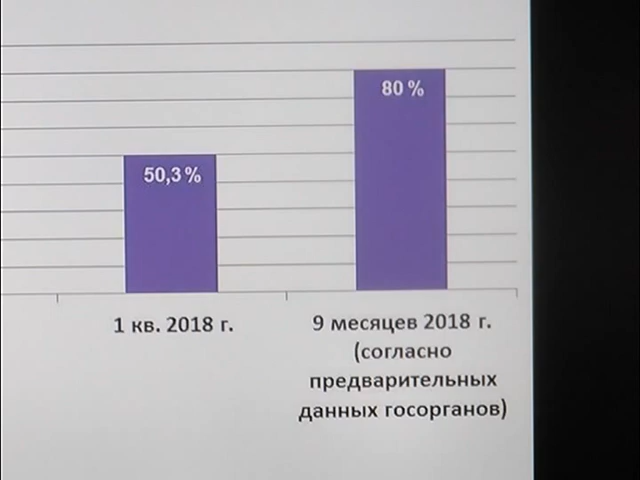 80 %
50,3 %
1 кв. 2018 г.
9 месяцев 2018 г.
(согласно
предварительных
данных госорганов)